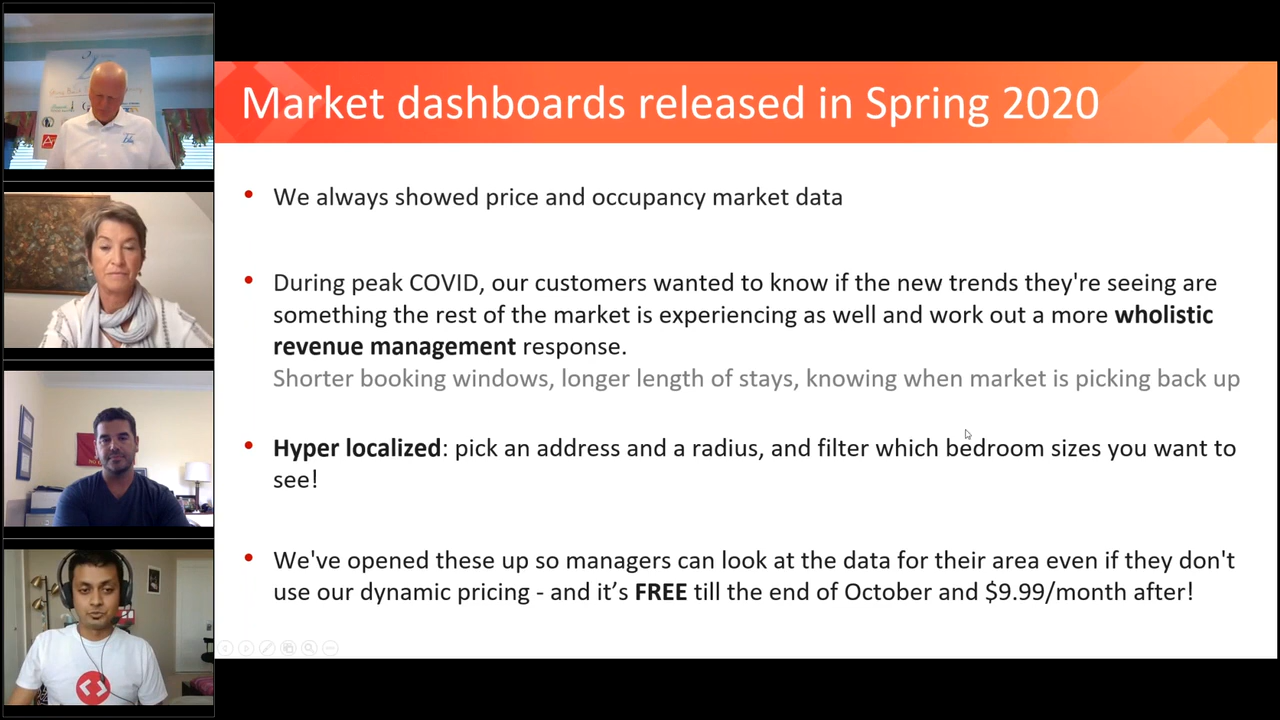 Market dashboards released in Spring 2020
• We always showed price and occupancy market data
• During peak COVID, our customers wanted to know if the new trends they're seeing are
something the rest of the market is experiencing as well and work out a more wholistic
revenue management response.
Shorter booking windows, longer length of stays, knowing when market is picking back up
• Hyper localized: pick an address and a radius, and filter which bedroom sizes you want to
see!
• We've opened these up so managers can look at the data for their area even if they don't
use our dynamic pricing - and it’s FREE till the end of October and $9.99/month after!